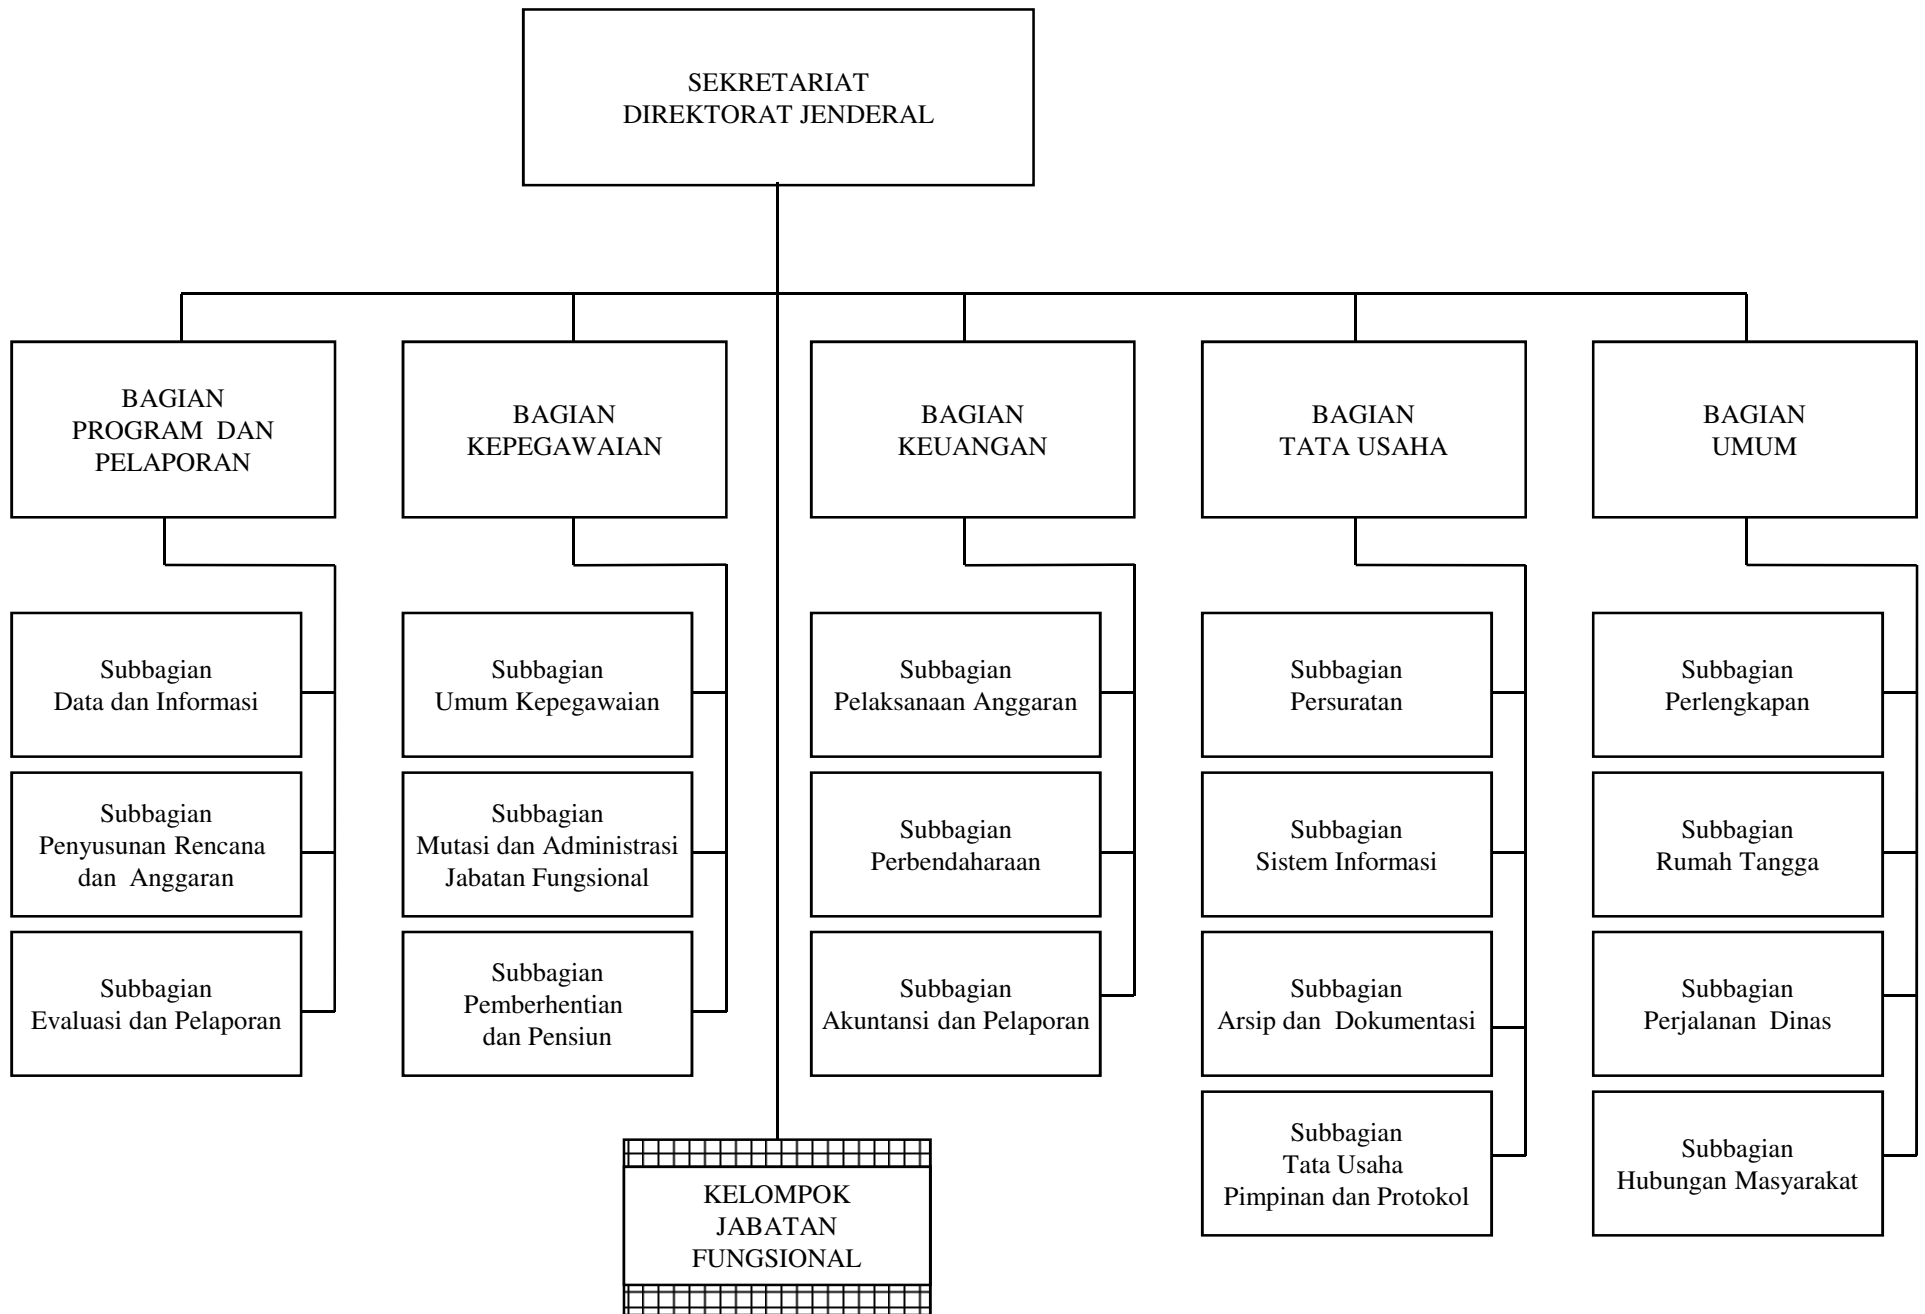 SEKRETARIAT
DIREKTORAT JENDERAL
BAGIAN
PROGRAM DAN
PELAPORAN
BAGIAN
KEPEGAWAIAN
BAGIAN
KEUANGAN
BAGIAN
TATA USAHA
BAGIAN
UMUM
Subbagian
Data dan Informasi
Subbagian
Penyusunan Rencana
dan Anggaran
Subbagian
Evaluasi dan Pelaporan
Subbagian
Umum Kepegawaian
Subbagian
Mutasi dan Administrasi
Jabatan Fungsional
Subbagian
Pemberhentian
dan Pensiun
Subbagian
Pelaksanaan Anggaran
Subbagian
Perbendaharaan
Subbagian
Akuntansi dan Pelaporan
Subbagian
Persuratan
Subbagian
Sistem Informasi
Subbagian
Arsip dan Dokumentasi
Subbagian
Tata Usaha
Pimpinan dan Protokol
Subbagian
Perlengkapan
Subbagian
Rumah Tangga
Subbagian
Perjalanan Dinas
Subbagian
Hubungan Masyarakat
KELOMPOK
JABATAN
FUNGSIONAL